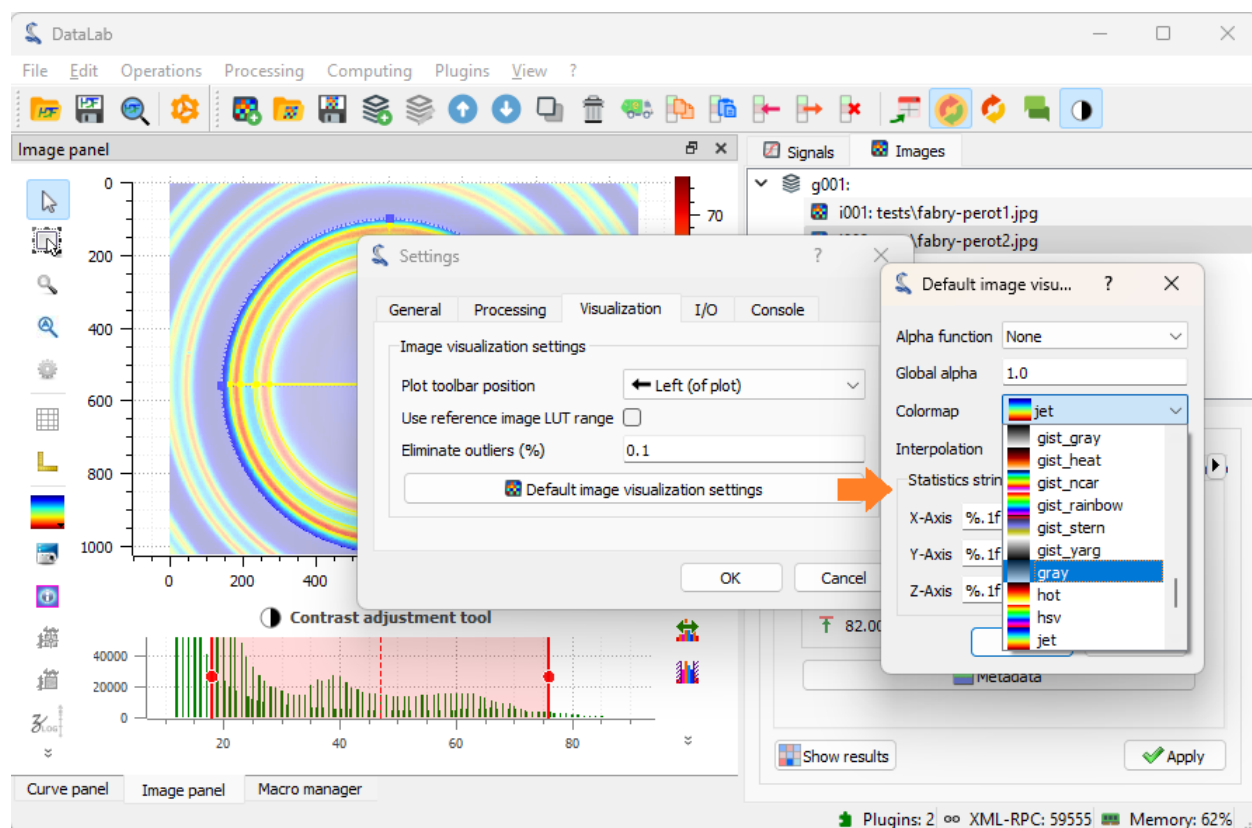 DataLab
File Edit Operations Processing Computing Plugins View ?
Image panel
Signals Images
g001:
i001: tests\fabry-perot1.jpg
\fabry-perot2.jpg
0
200
400
600
800
1000
0 200 400
70
Settings ?
General Processing Visualization I/O Console
Image visualization settings
Plot toolbar position Left (of plot)
Use reference image LUT range
Eliminate outliers (%) 0.1
Default image visualization settings
OK Cancel
Default image visu... ?
Alpha function None
Global alpha 1.0
Colormap jet
Interpolation
Statistics strin
X-Axis %.1f
Y-Axis %.1f
Z-Axis %.1f
gist_gray
gist_heat
gist_ncar
gist_rainbow
gist_stern
gist_yarg
gray
hot
hsv
jet
82.00
Metadata
Contrast adjustment tool
40000
20000
0
20 40 60 80
LOG
Show results Apply
Curve panel Image panel Macro manager
Plugins: 2 XML-RPC: 59555 Memory: 62%